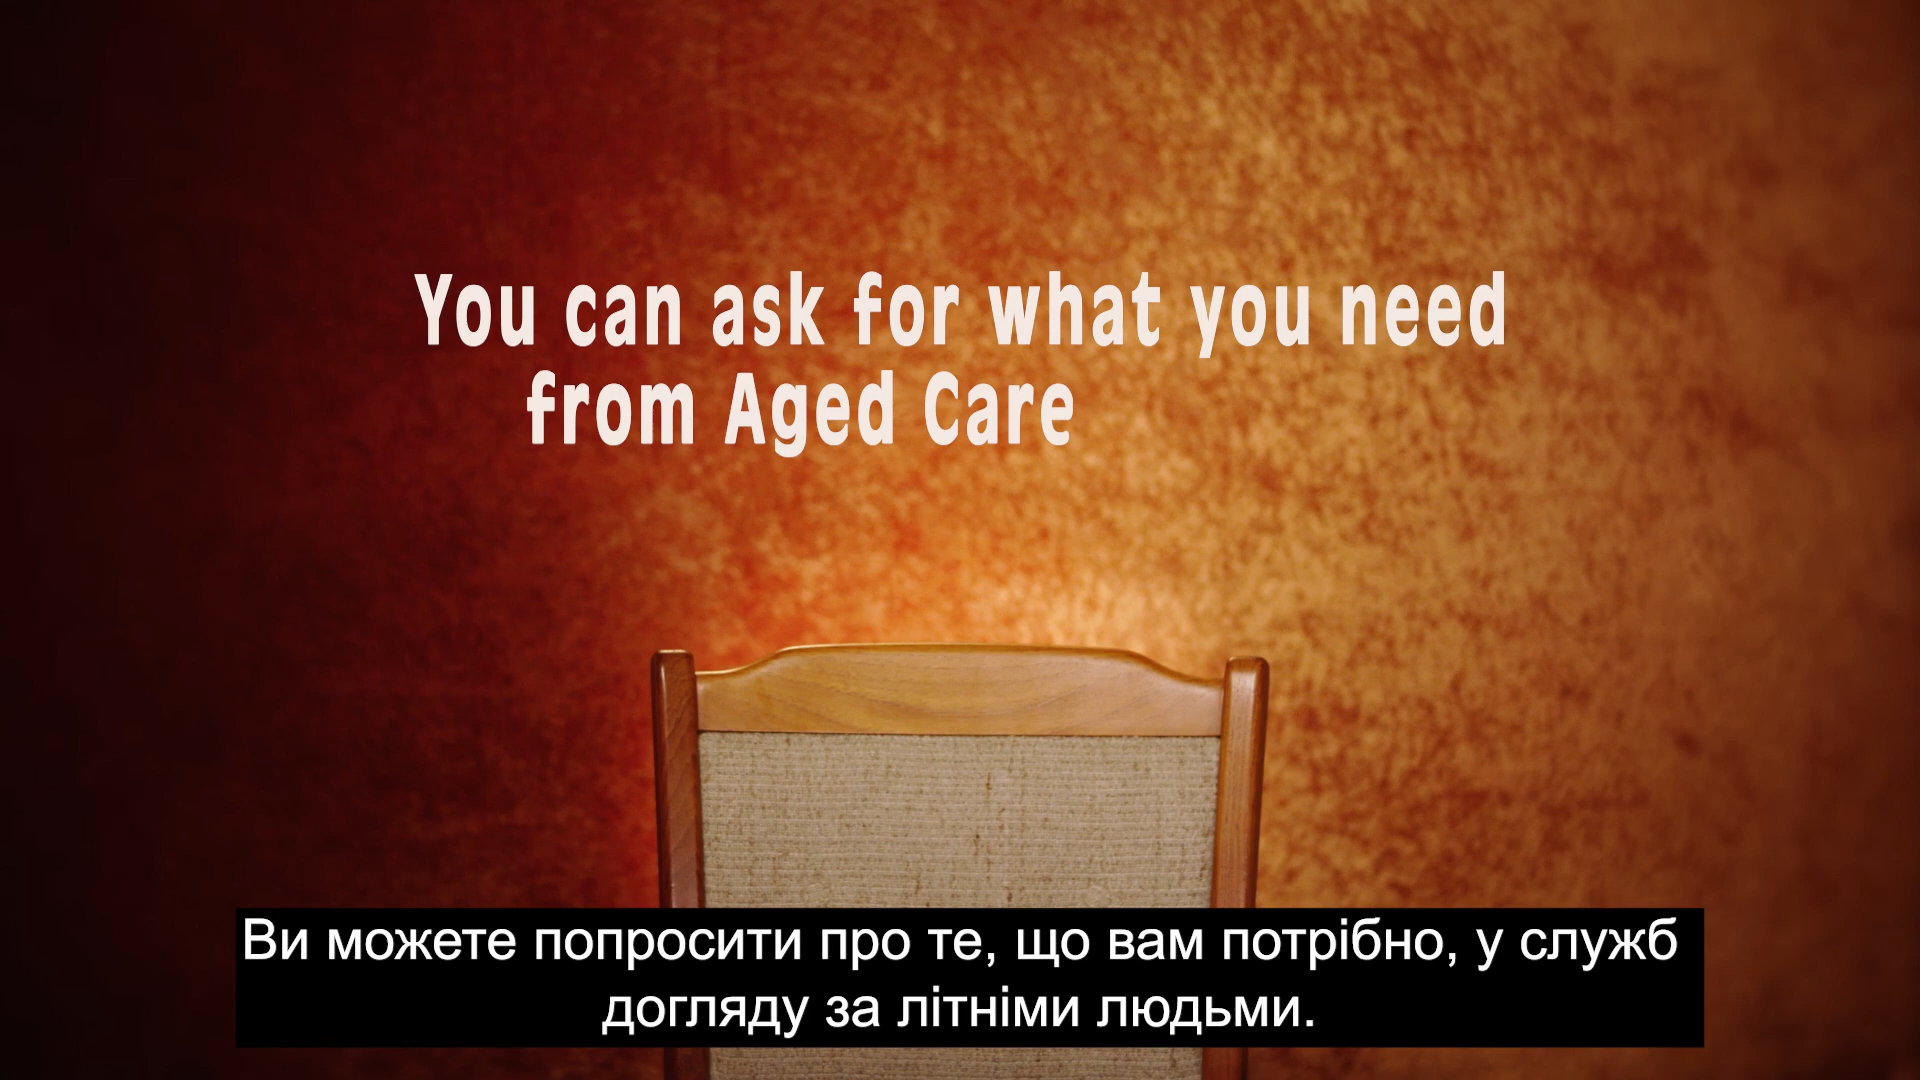 You can ask for what you need
from Aged Care
Ви можете попросити про те, що вам потрібно, у служб
догляду за літніми людьми.